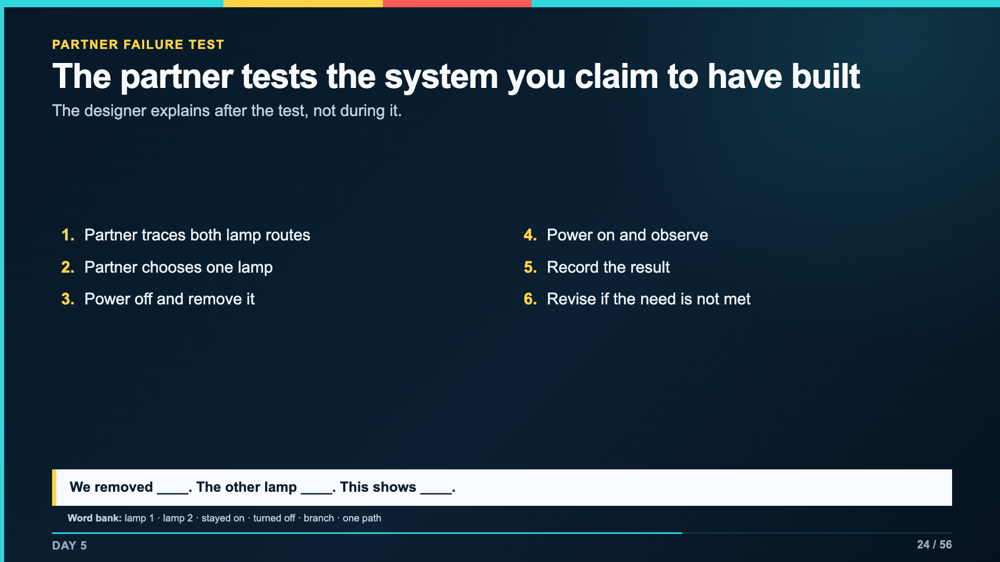 PARTNER FAILURE TEST
The partner tests the system you claim to have built
The designer explains after the test, not during it.
1. Partner traces both lamp routes
2. Partner chooses one lamp
3. Power off and remove it
4. Power on and observe
5. Record the result
6. Revise if the need is not met
We removed ____. The other lamp ____. This shows ____.
Word bank: lamp 1 · lamp 2 · stayed on · turned off · branch · one path
DAY 5
24 / 56